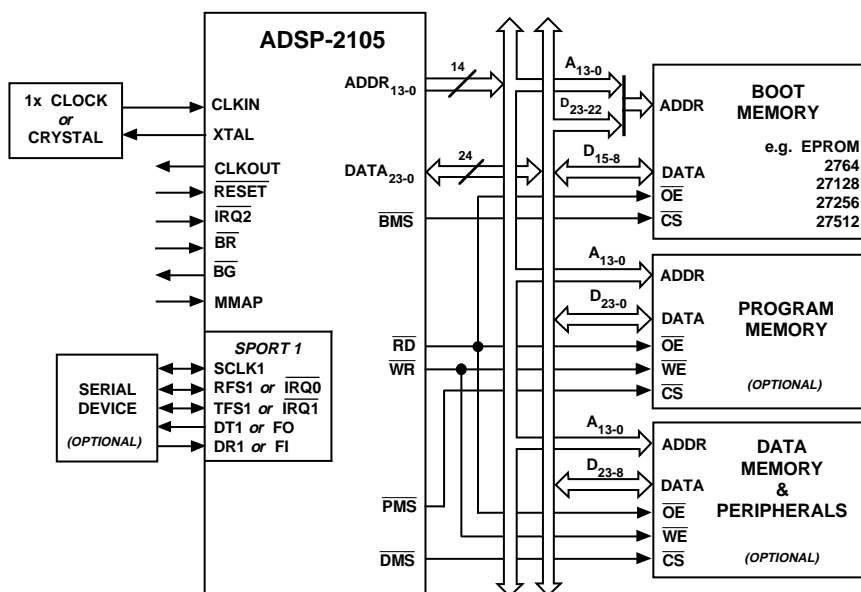 ADSP-2105
1x CLOCK
or
CRYSTAL
CLKIN
XTAL
CLKOUT
RESET
IRQ2
BR
BG
MMAP
SPORT 1
SCLK1
RFS1 or IRQ0
TFS1 or IRQ1
DT1 or FO
DR1 or FI
SERIAL
DEVICE
(OPTIONAL)
ADDR13-0
DATA23-0
BMS
RD
WR
PMS
DMS
14
24
A13-0
D23-22
D15-8
ADDR
DATA
OE
CS
BOOT
MEMORY
e.g. EPROM
2764
27128
27256
27512
A13-0
D23-0
ADDR
DATA
OE
WE
CS
PROGRAM
MEMORY
(OPTIONAL)
A13-0
D23-8
ADDR
DATA
OE
WE
CS
DATA
MEMORY
&
PERIPHERALS
(OPTIONAL)